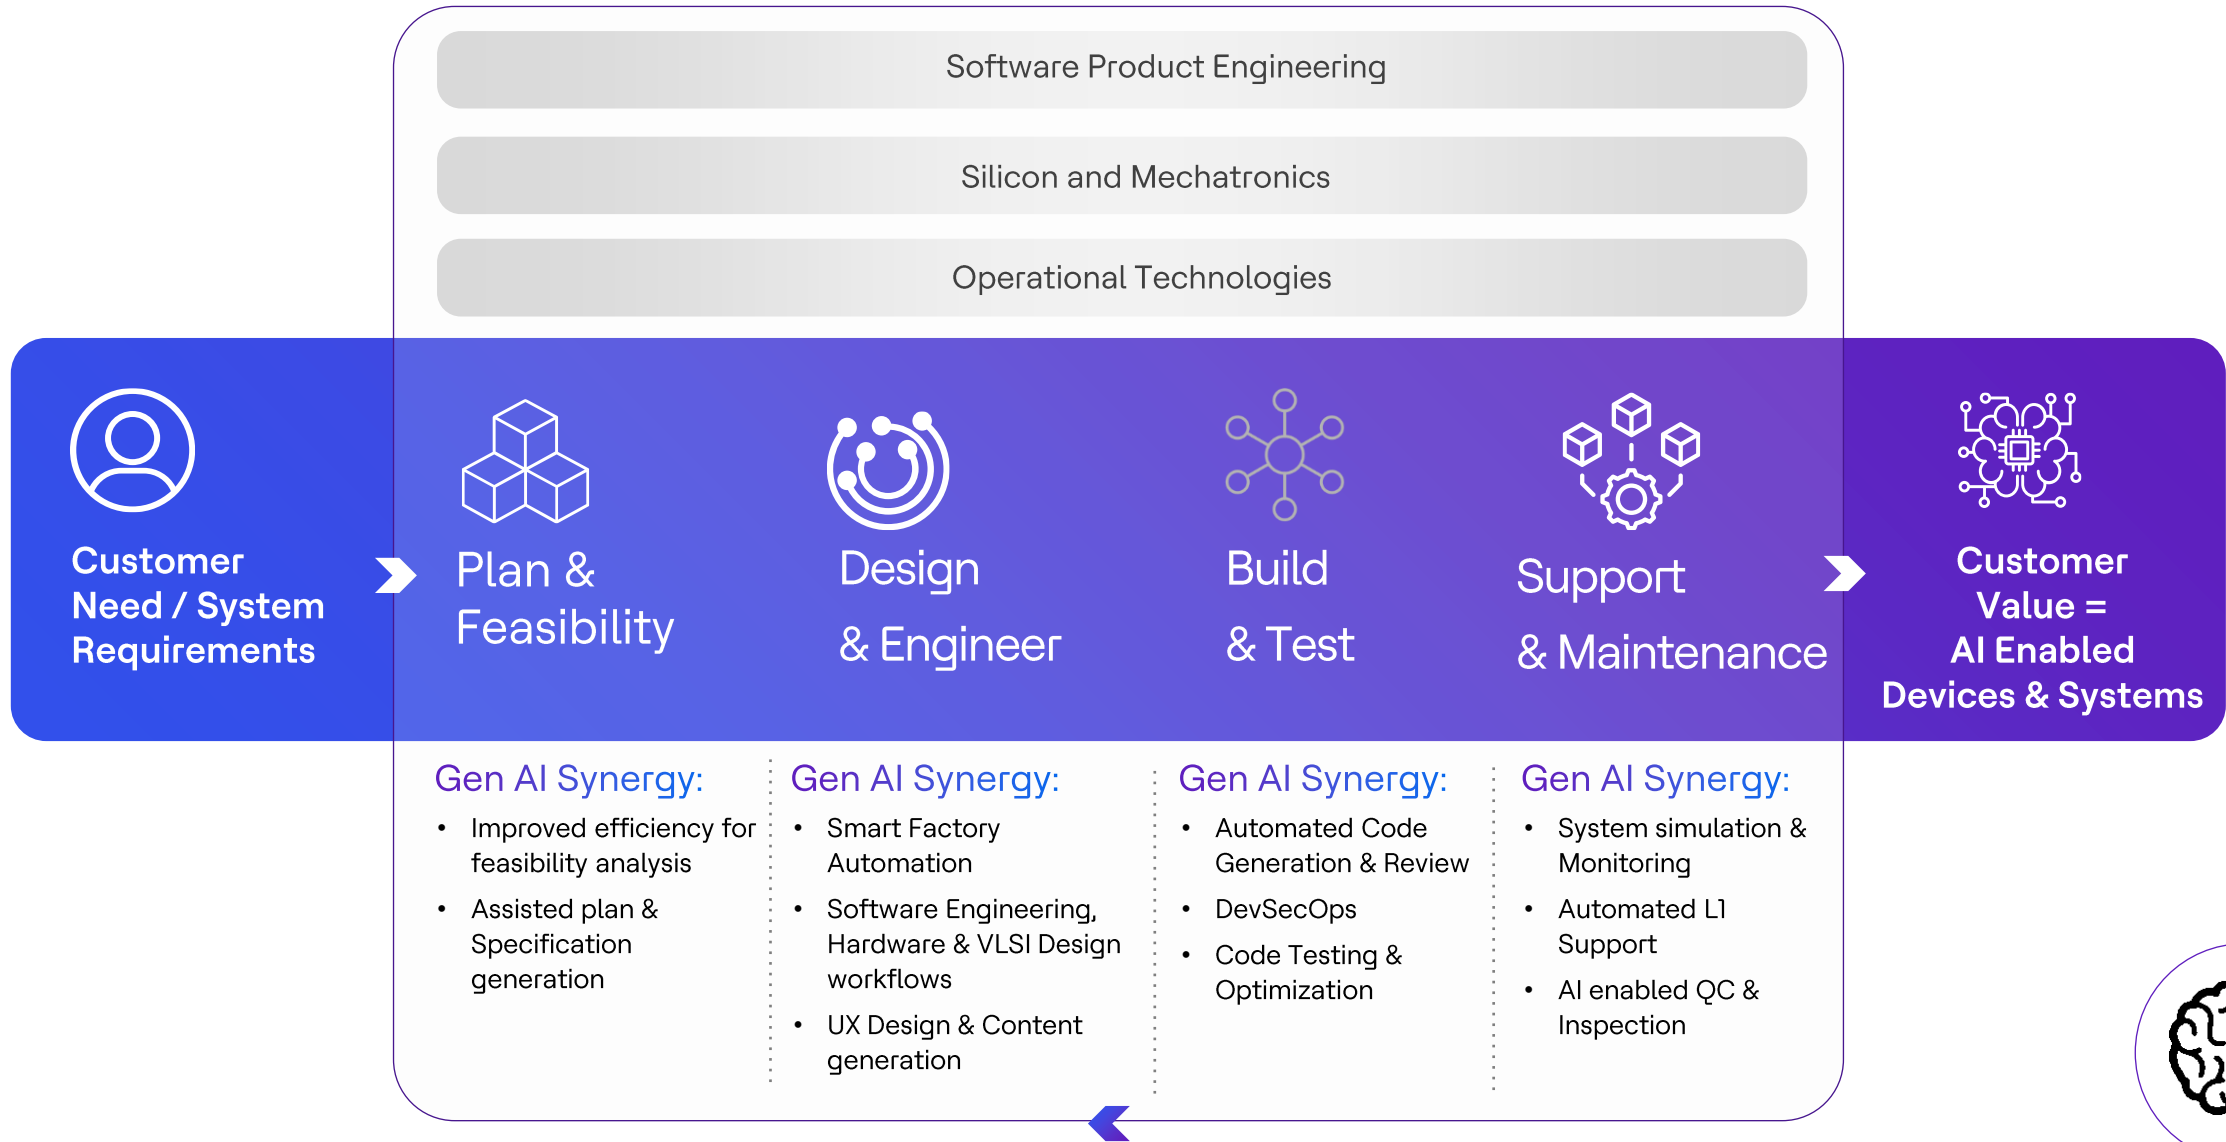 Software Product Engineering
Silicon and Mechatronics
Operational Technologies
Customer
Need / System
Requirements
Plan &
Feasibility
Design
& Engineer
Build
& Test
Support
& Maintenance
Customer
Value =
AI Enabled
Devices & Systems
Gen AI Synergy:
• Improved efficiency for
feasibility analysis
• Assisted plan &
Specification
generation
Gen AI Synergy:
• Smart Factory
Automation
• Software Engineering,
Hardware & VLSI Design
workflows
• UX Design & Content
generation
Gen AI Synergy:
• Automated Code
Generation & Review
• DevSecOps
• Code Testing &
Optimization
Gen AI Synergy:
• System simulation &
Monitoring
• Automated L1
Support
• AI enabled QC &
Inspection